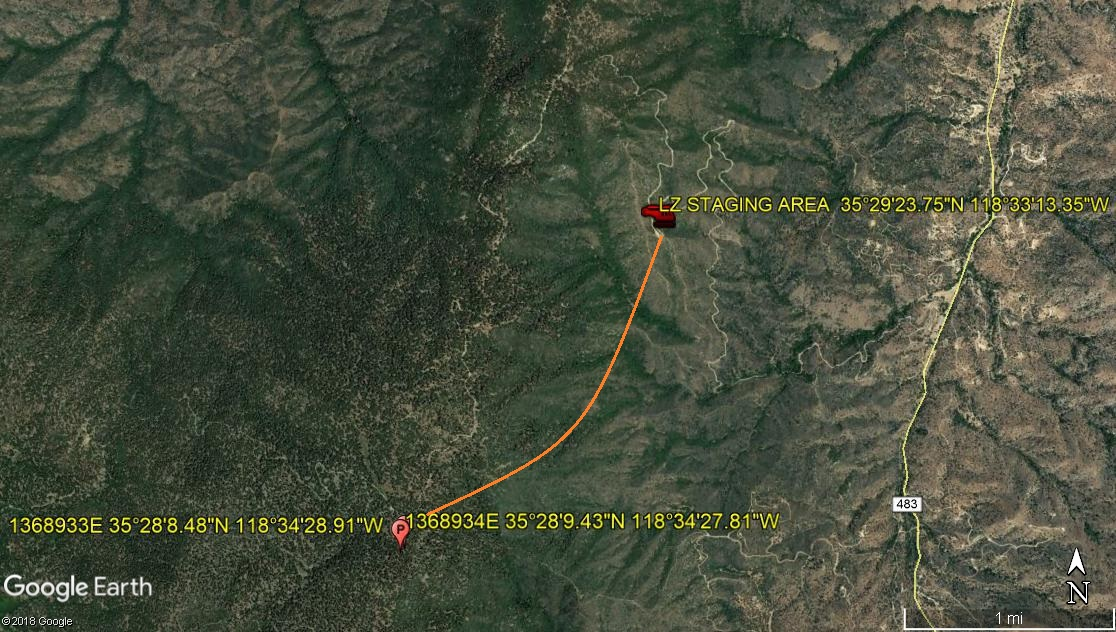 LZ STAGING AREA 35°29'23.75"N 118°33'13.35"W
483
1368933E 35°28'8.48"N 118°34'28.91"W
1368934E 35°28'9.43"N 118°34'27.81"W
P
Google Earth
N
1 mi
©2018 Google